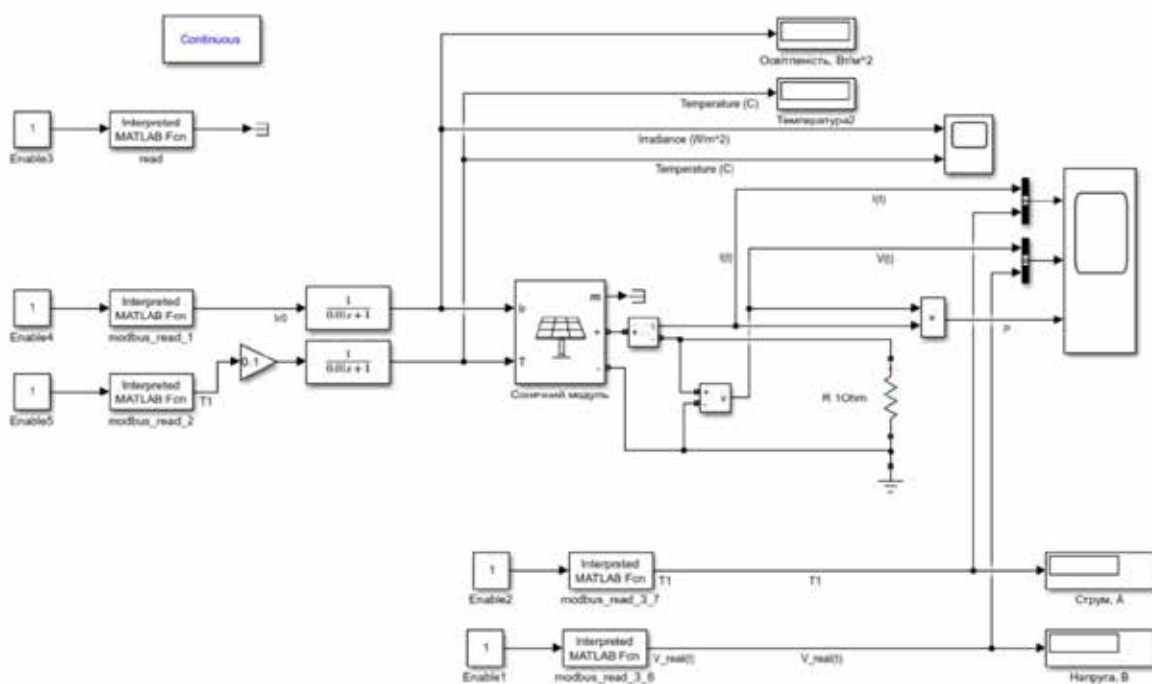 Continuous
Освітленість, Вт/м^2
Temperature (C)
Температура2
1
Interpreted
MATLAB Fcn
Enable3
read
Irradiance (W/m^2)
Temperature (C)
I(t)
I(t)
V(t)
1
Interpreted
MATLAB Fcn
Enable4
modbus_read_1
Ir0
1
0.01s + 1
Ir
m
+
+
-
i
×
P
1
Interpreted
MATLAB Fcn
Enable5
modbus_read_2
T1
0.1
1
0.01s + 1
T
-
Сонячний модуль
+
-
v
R 1Ohm
1
Interpreted
MATLAB Fcn
Enable2
modbus_read_3_7
T1
T1
Струм, А
1
Interpreted
MATLAB Fcn
Enable1
modbus_read_3_6
V_real(t)
V_real(t)
Напруга, В